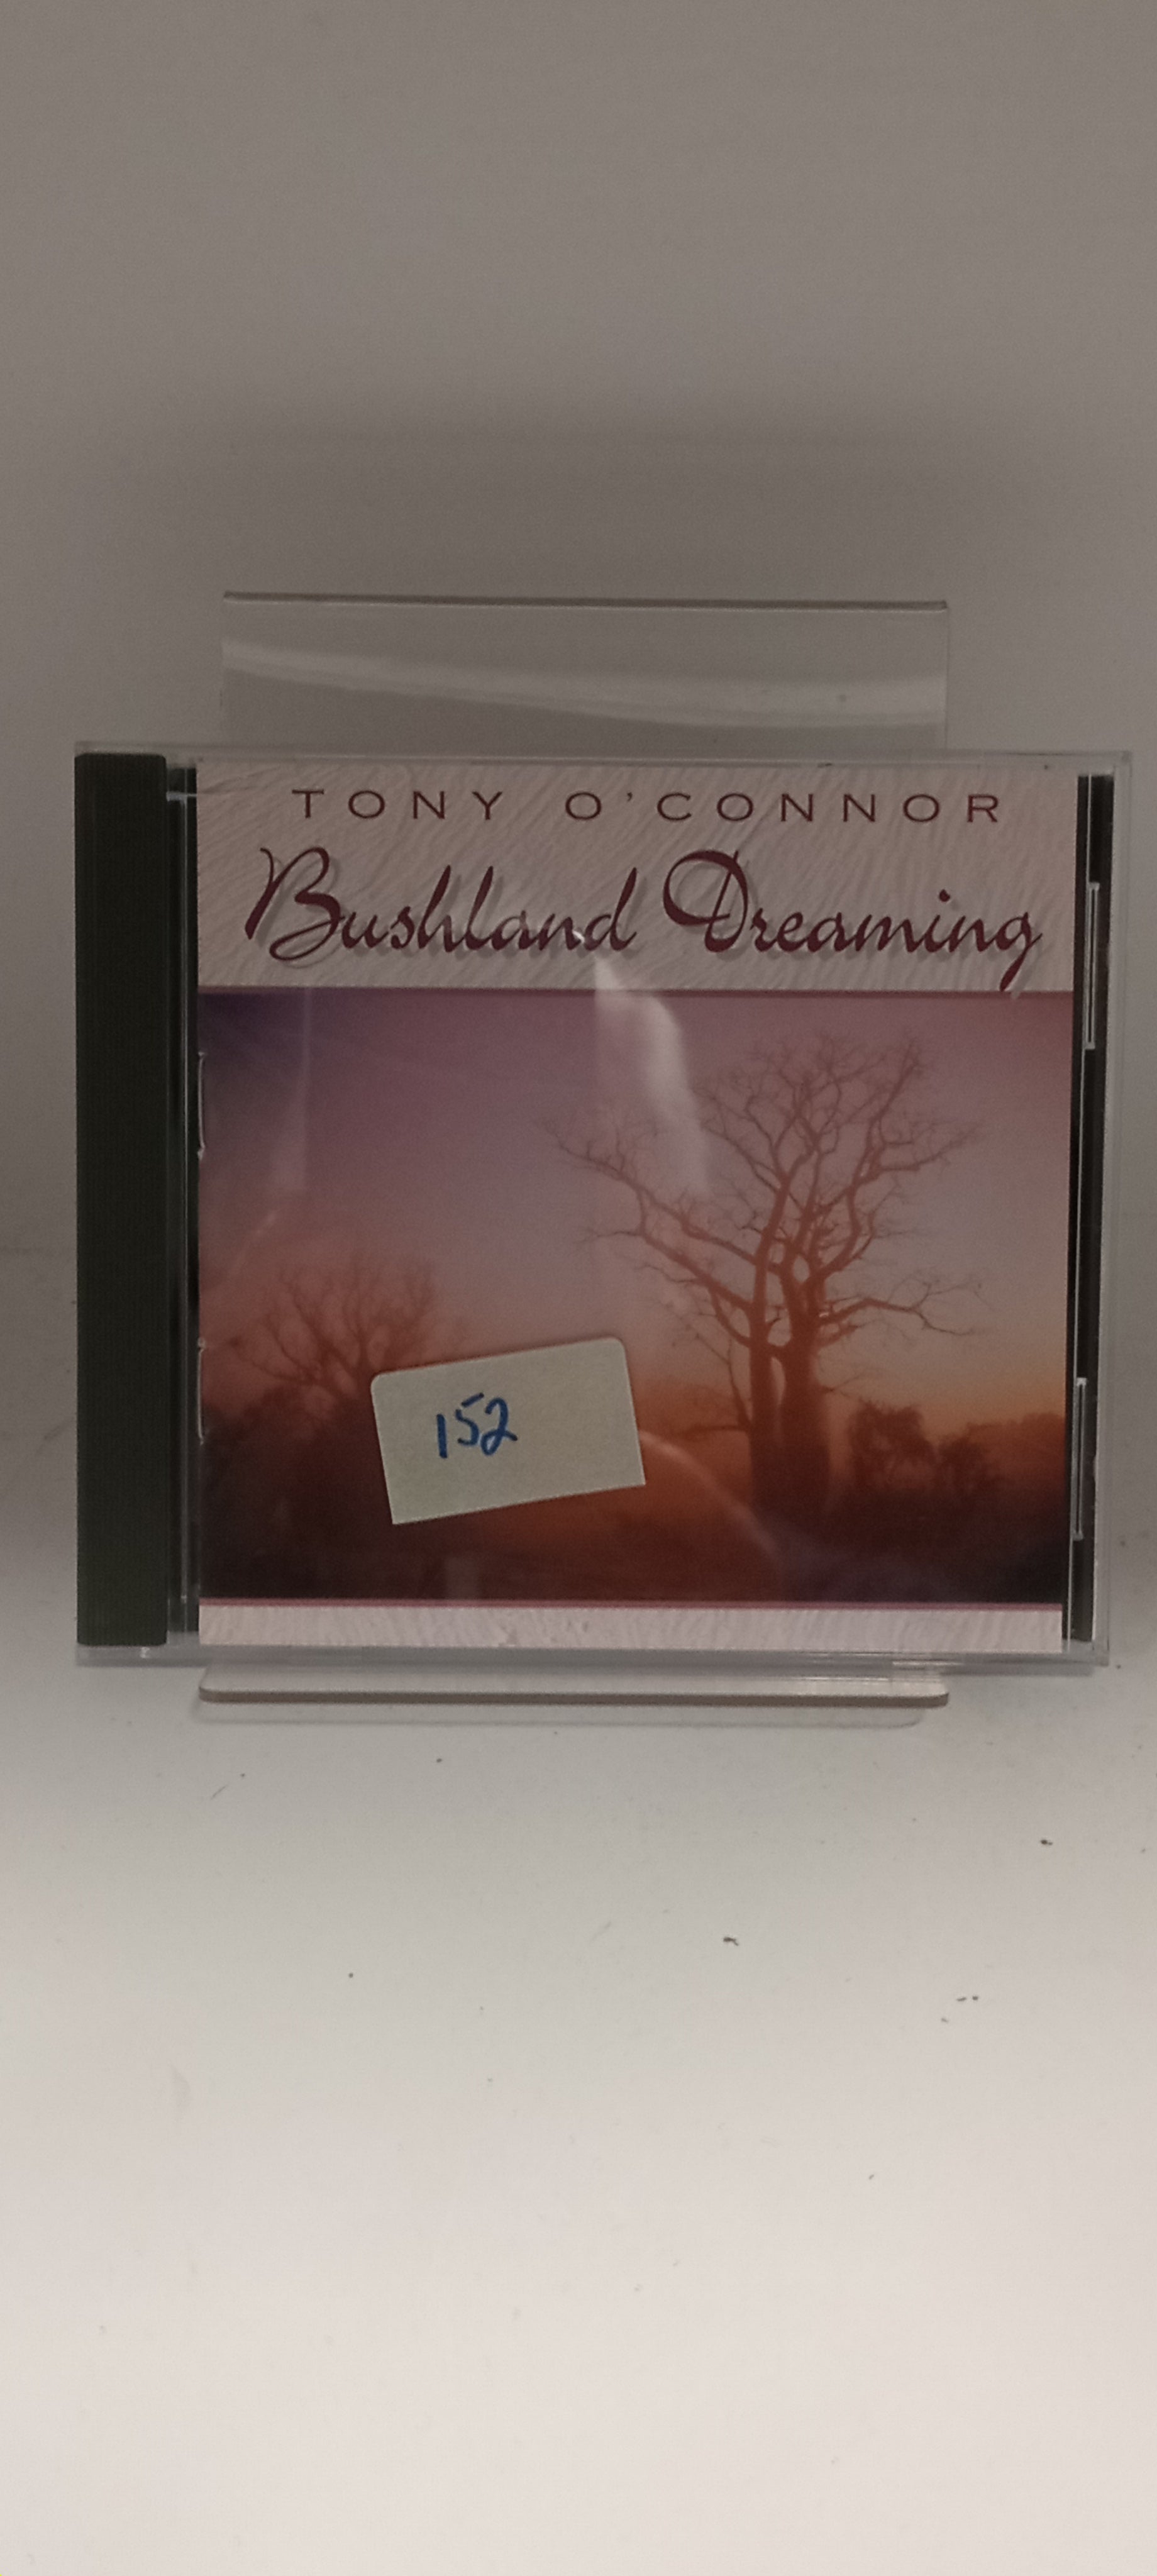 TONY O'CONNOR
Bushland Dreaming
152